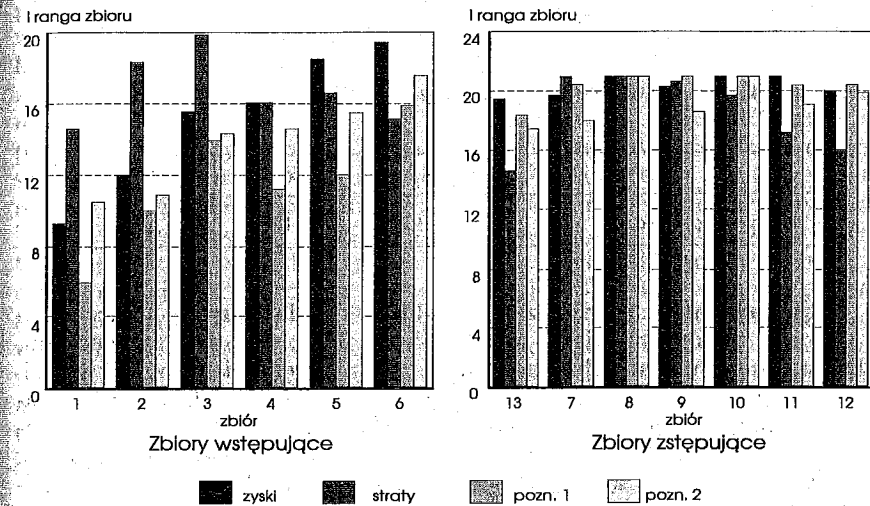 I ranga zbioru
20
16
12
8
4
0
1 2 3 4 5 6
zbiór
Zbiory wstępujące
I ranga zbioru
24
20
16
12
8
4
0
13 7 8 9 10 11 12
zbiór
Zbiory zstępujące
zyski straty pozn. 1 pozn. 2